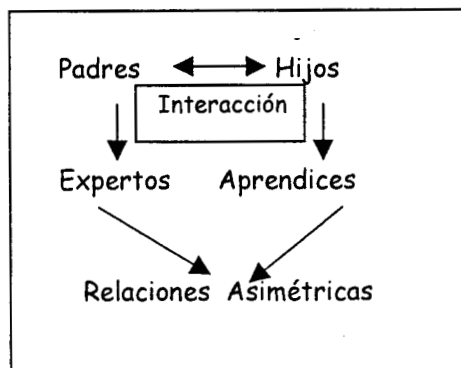 Padres Hijos
Interacción
Expertos Aprendices
Relaciones Asimétricas